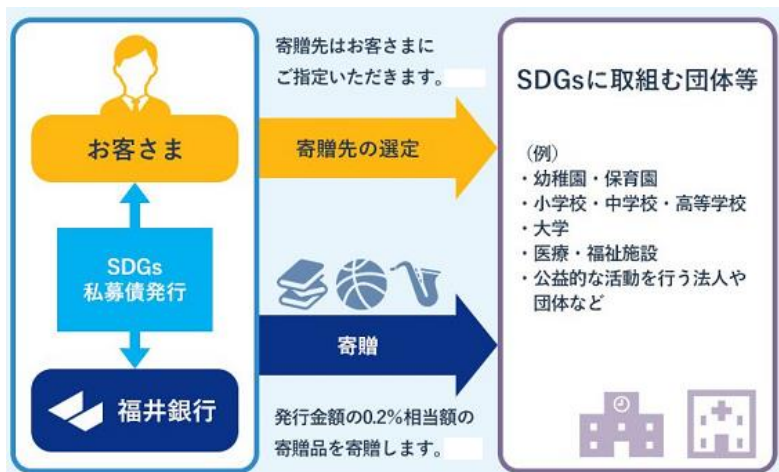 お客さま
SDGs
私募債発行
福井銀行
寄贈先はお客さまに
ご指定いただきます。
寄贈先の選定
寄贈
発行金額の0.2%相当額の
寄贈品を寄贈します。
SDGsに取組む団体等
（例）
・幼稚園・保育園
・小学校・中学校・高等学校
・大学
・医療・福祉施設
・公益的な活動を行う法人や
団体など